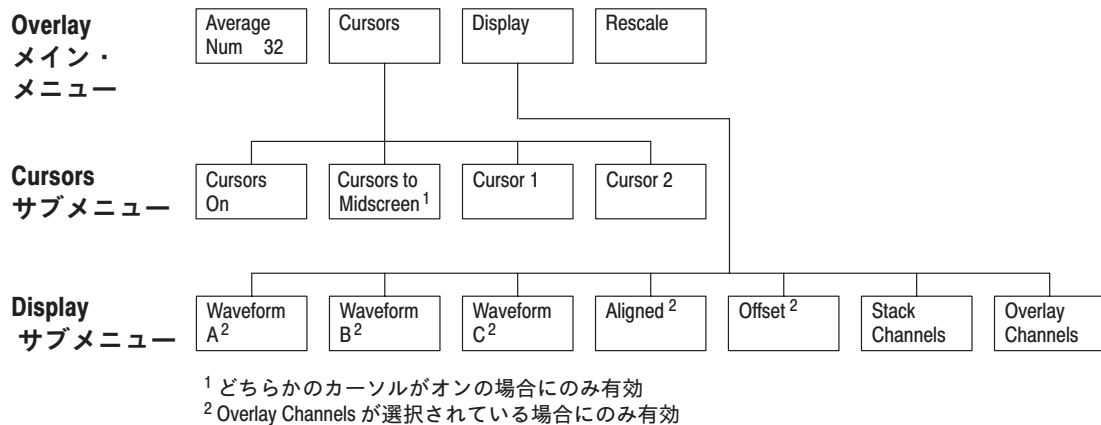 Overlay
メイン・
メニュー
Average
Num 32
Cursors
Display
Rescale
Cursors
サブメニュー
Cursors
On
Cursors to
Midscreen 1
Cursor 1
Cursor 2
Display
サブメニュー
Waveform
A 2
Waveform
B 2
Waveform
C 2
Aligned 2
Offset 2
Stack
Channels
Overlay
Channels
1 どちらかのカーソルがオンの場合にのみ有効
2 Overlay Channels が選択されている場合にのみ有効